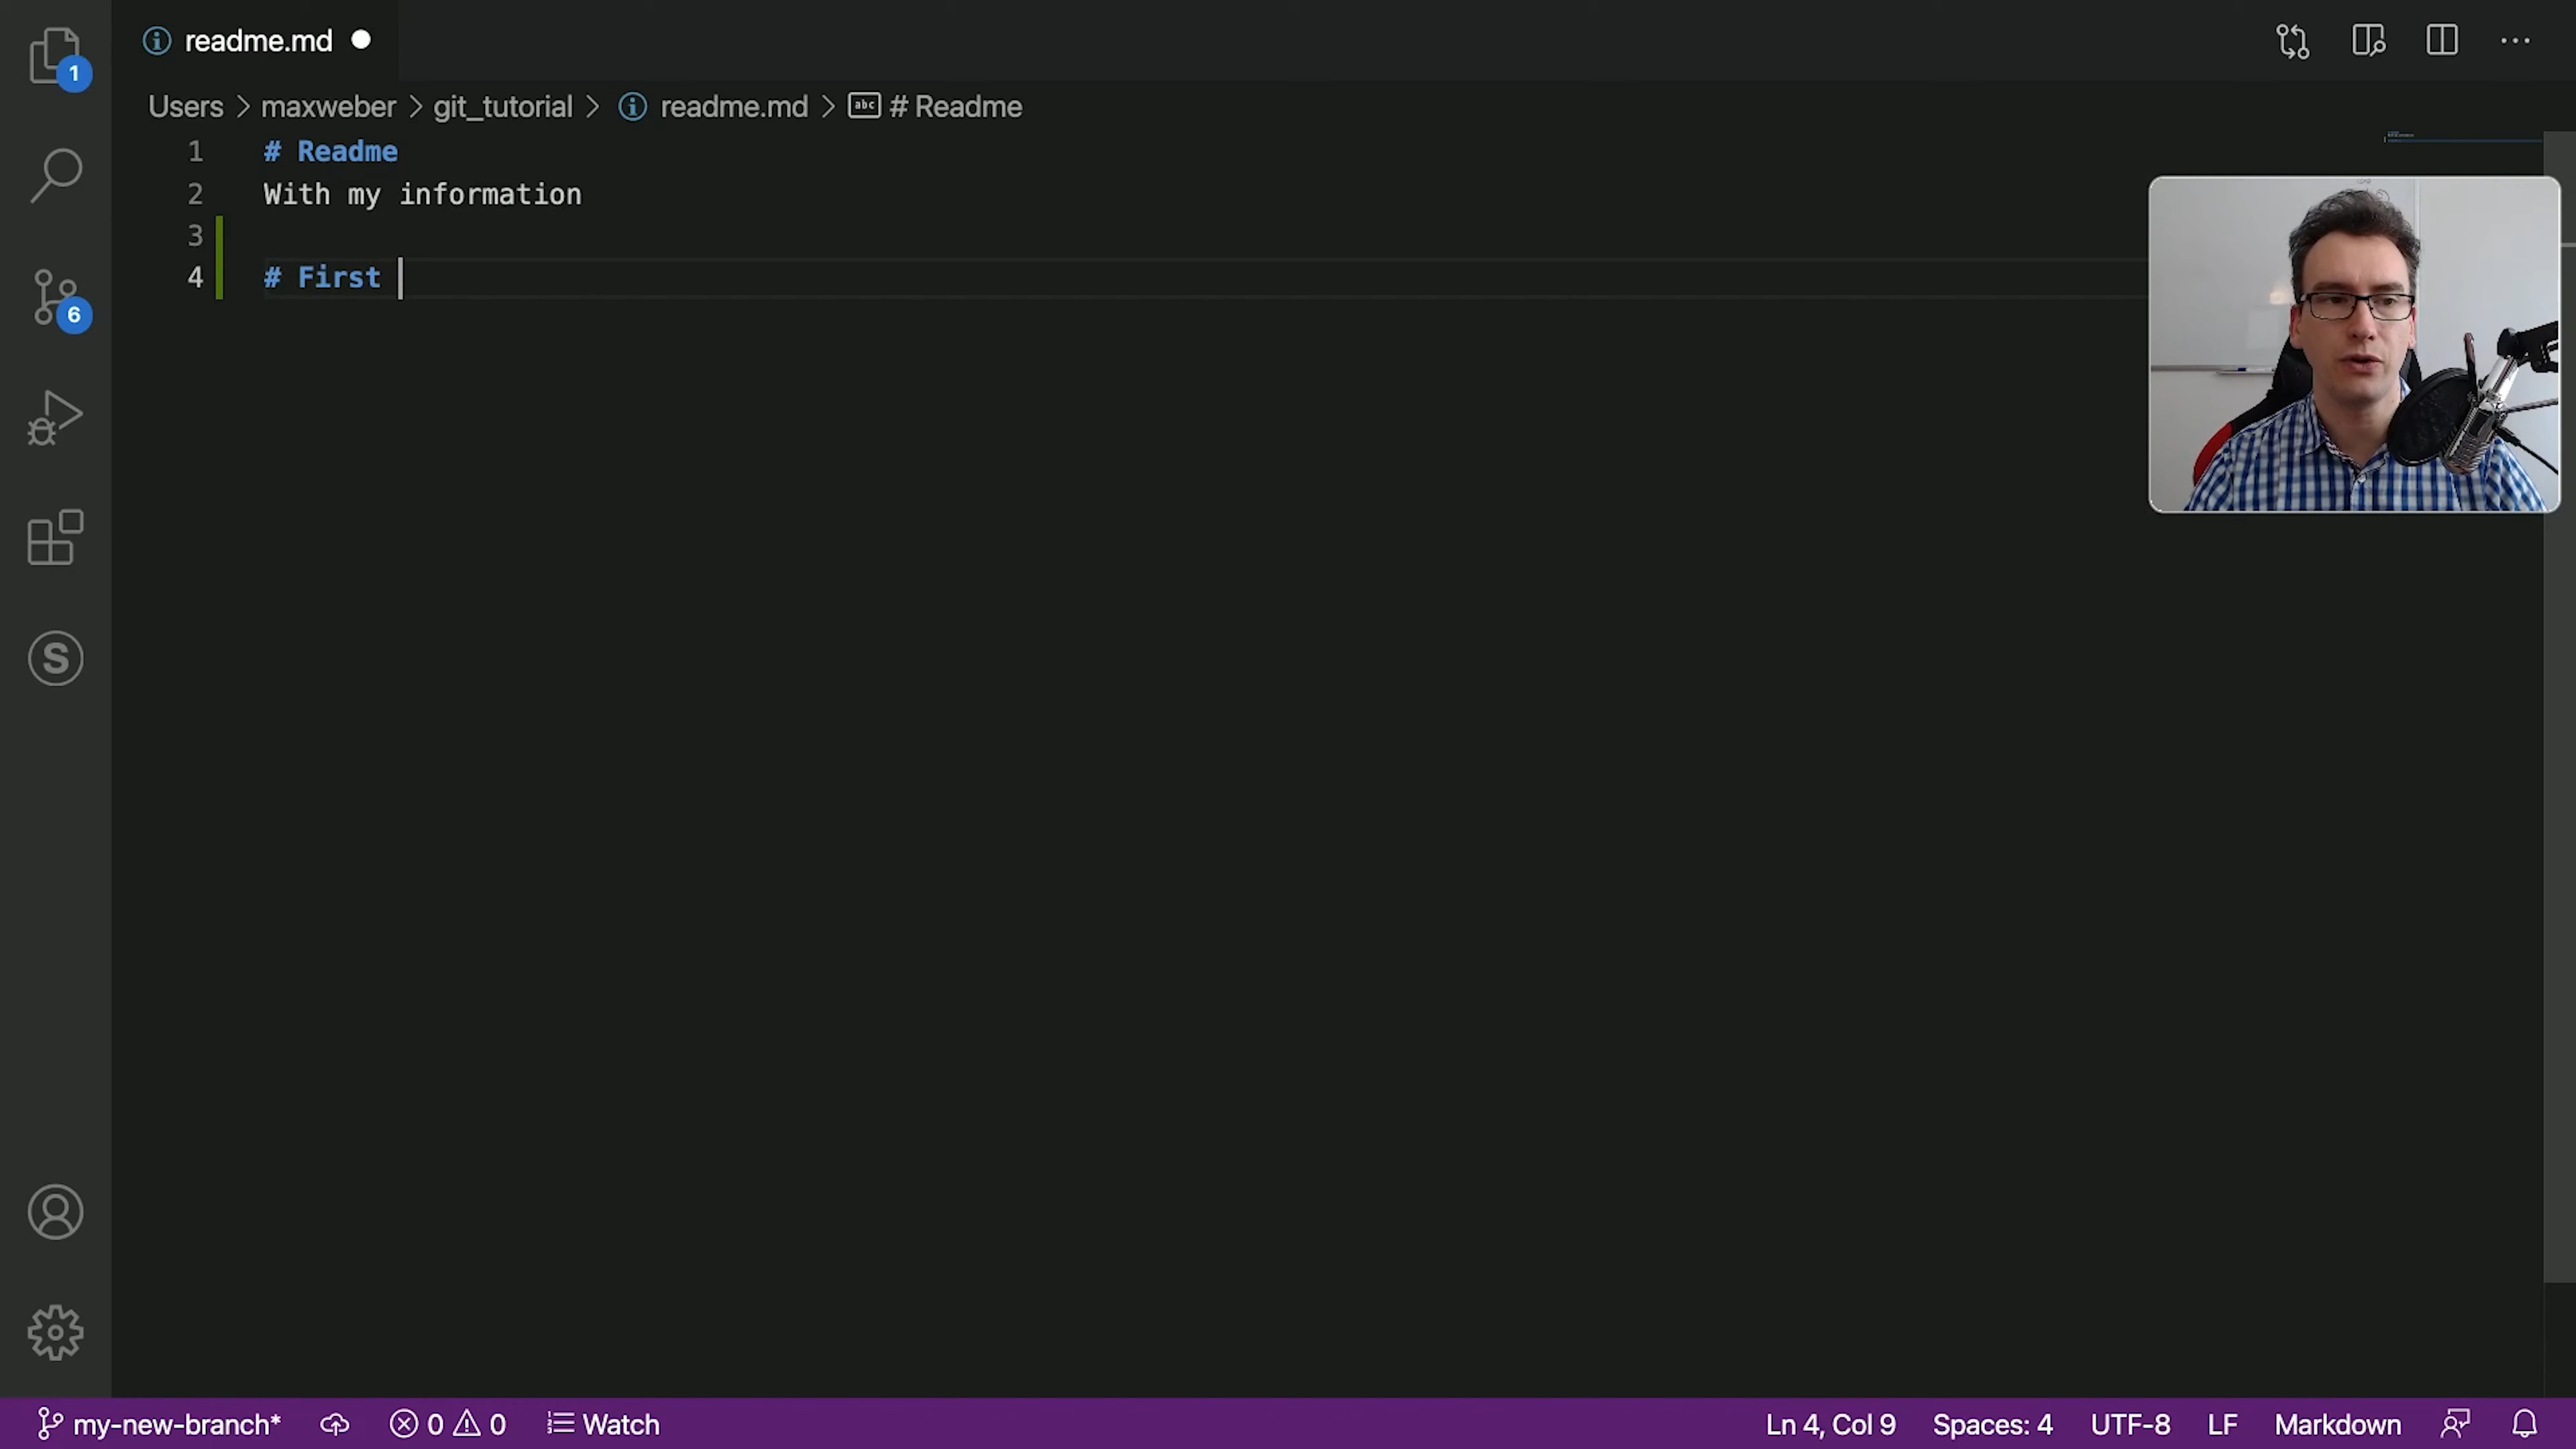 readme.md
Users > maxweber > git_tutorial > readme.md > abc # Readme
1 # Readme
2 With my information
3
4 # First
1
6
S
my-new-branch* 0 0 Watch Ln 4, Col 9 Spaces: 4 UTF-8 LF Markdown